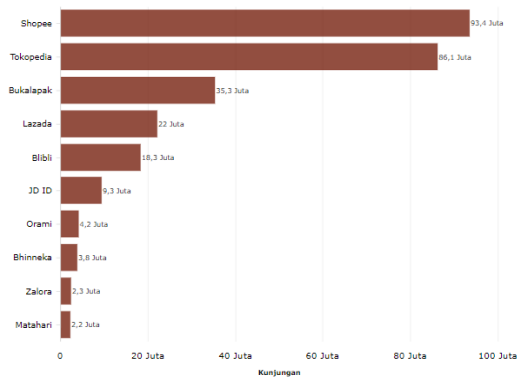 Shopee 93,4 Juta
Tokopedia 86,1 Juta
Bukalapak 35,3 Juta
Lazada 22 Juta
Blibli 18,3 Juta
JD ID 9,3 Juta
Orami 4,2 Juta
Bhinneka 3,8 Juta
Zalora 2,3 Juta
Matahari 2,2 Juta
0 20 Juta 40 Juta 60 Juta 80 Juta 100 Juta
Kunjungan